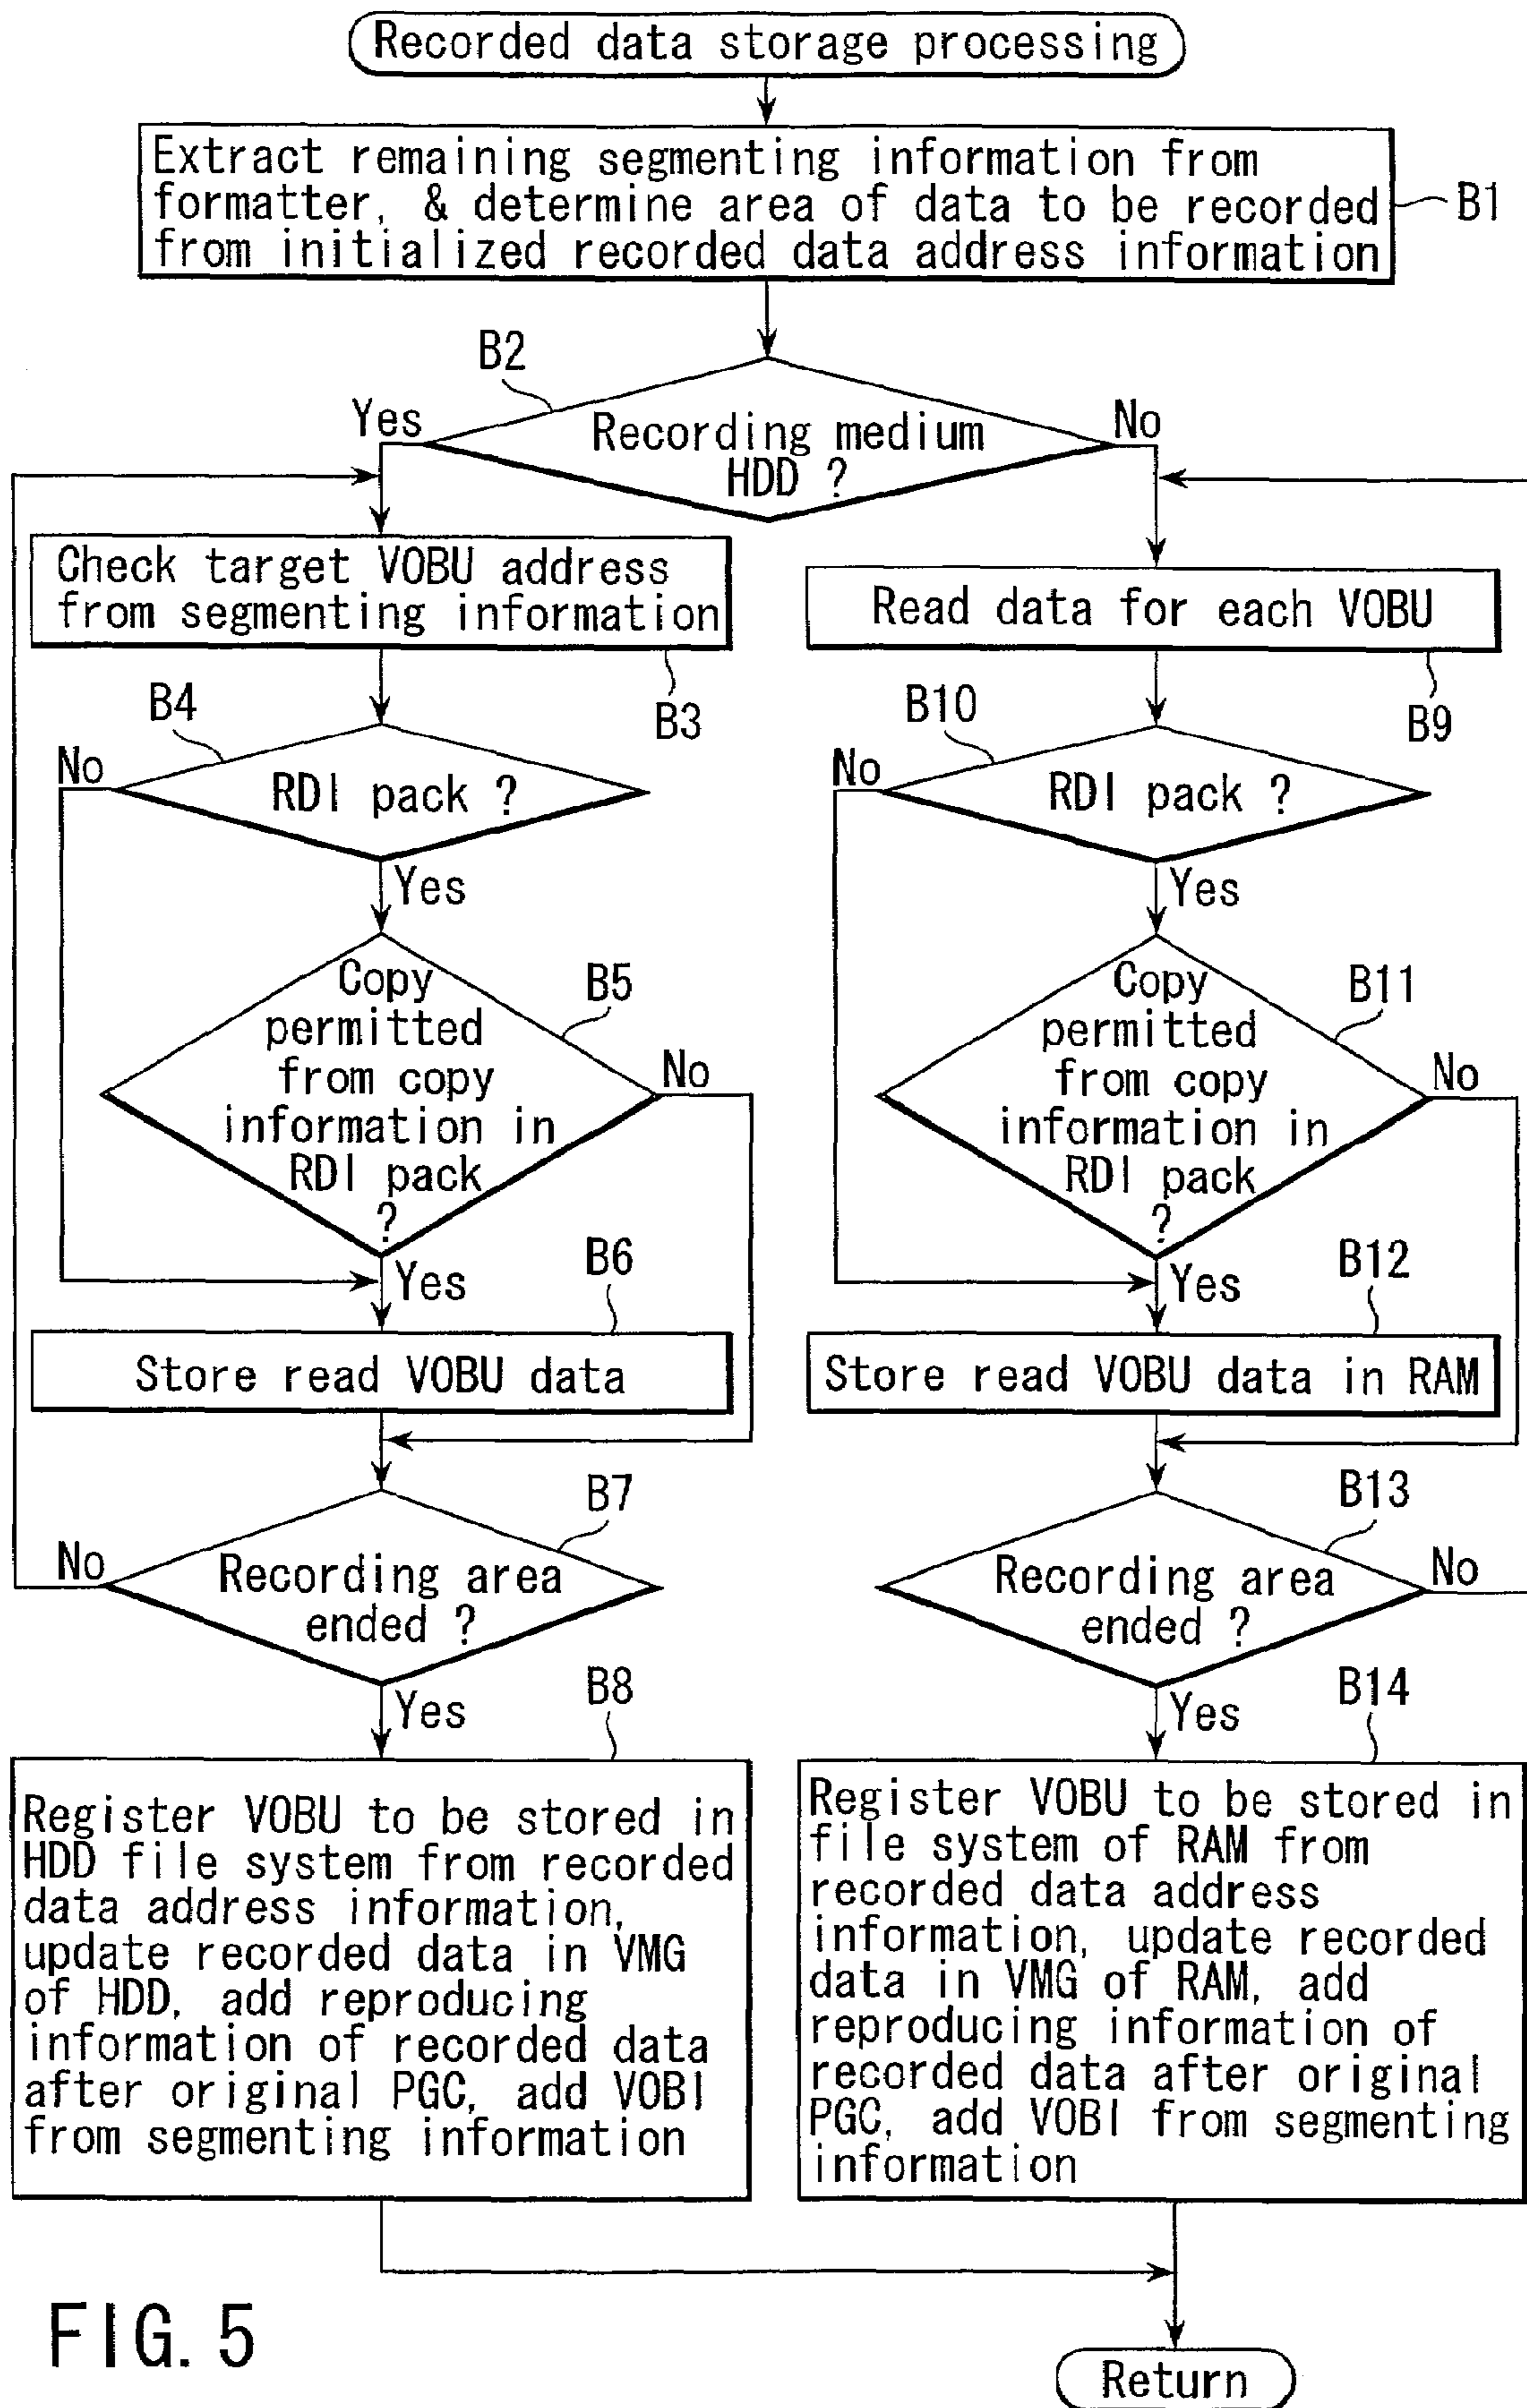 Recorded data storage processing
Extract remaining segmenting information from
formatter, & determine area of data to be recorded
from initialized recorded data address information
B1
B2
Yes
Recording medium
HDD ?
No
Check target VOBU address
from segmenting information
B3
B4
No
RDI pack ?
Yes
Copy
permitted
from copy
information in
RDI pack
?
B5
No
Yes
B6
Store read VOBU data
B7
No
Recording area
ended ?
Yes
B8
Register VOBU to be stored in
HDD file system from recorded
data address information,
update recorded data in VMG
of HDD, add reproducing
information of recorded data
after original PGC, add VOBI
from segmenting information
Read data for each VOBU
B9
B10
No
RDI pack ?
Yes
Copy
permitted
from copy
information in
RDI pack
?
B11
No
Yes
B12
Store read VOBU data in RAM
B13
Recording area
ended ?
No
Yes
B14
Register VOBU to be stored in
file system of RAM from
recorded data address
information, update recorded
data in VMG of RAM, add
reproducing information of
recorded data after original
PGC, add VOBI from segmenting
information
Return
FIG. 5